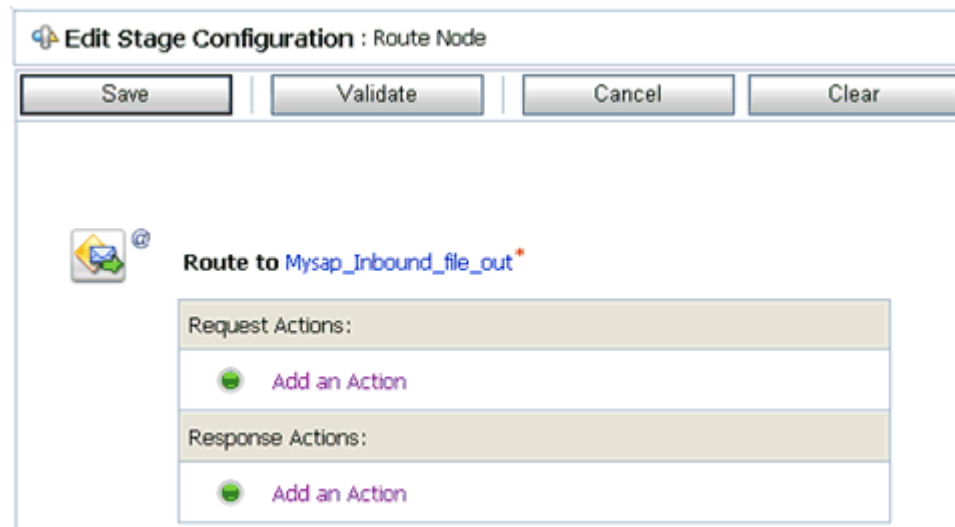 Edit Stage Configuration : Route Node
Save Validate Cancel Clear
@
Route to Mysap_Inbound_file_out*
Request Actions:
Add an Action
Response Actions:
Add an Action